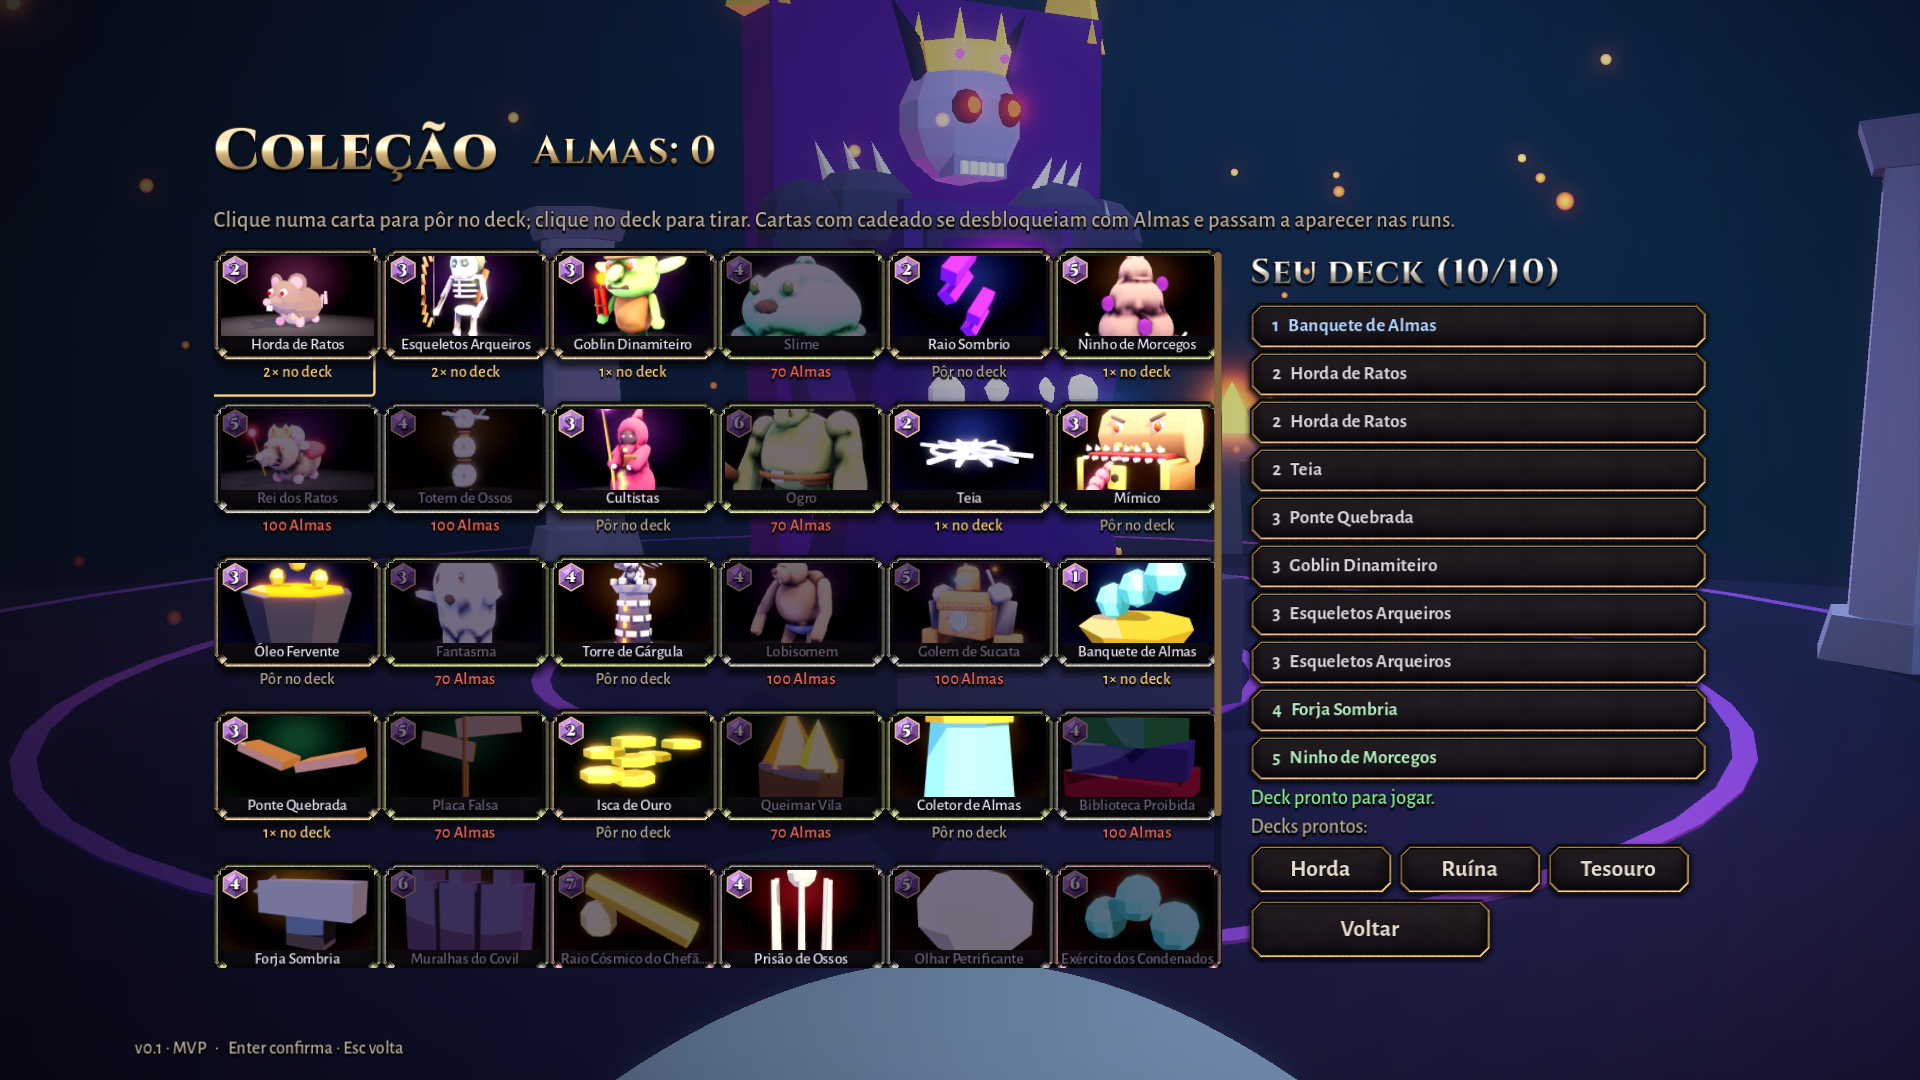 Coleção
Almas: 0
Clique numa carta para pôr no deck; clique no deck para tirar. Cartas com cadeado se desbloqueiam com Almas e passam a aparecer nas runs.
2 3 3 4 2 5
Horda de Ratos Esqueletos Arqueiros Goblin Dinamiteiro Slime Raio Sombrio Ninho de Morcegos
2× no deck 2× no deck 1× no deck 70 Almas Pôr no deck 1× no deck
5 4 3 6 2 3
Rei dos Ratos Totem de Ossos Cultistas Ogro Teia Mímico
100 Almas 100 Almas Pôr no deck 70 Almas 1× no deck Pôr no deck
3 3 4 4 5 1
Óleo Fervente Fantasma Torre de Gárgula Lobisomem Golem de Sucata Banquete de Almas
Pôr no deck 70 Almas Pôr no deck 100 Almas 100 Almas 1× no deck
3 5 2 4 5 4
Ponte Quebrada Placa Falsa Isca de Ouro Queimar Vila Coletor de Almas Biblioteca Proibida
1× no deck 70 Almas Pôr no deck 70 Almas Pôr no deck 100 Almas
4 6 7 4 5 6
Forja Sombria Muralhas do Covil Raio Cósmico do Chefã... Prisão de Ossos Olhar Petrificante Exército dos Condenados
Seu deck (10/10)
1 Banquete de Almas
2 Horda de Ratos
2 Horda de Ratos
2 Teia
3 Ponte Quebrada
3 Goblin Dinamiteiro
3 Esqueletos Arqueiros
3 Esqueletos Arqueiros
4 Forja Sombria
5 Ninho de Morcegos
Deck pronto para jogar.
Decks prontos:
Horda Ruína Tesouro
Voltar
v0.1 · MVP · Enter confirma · Esc volta